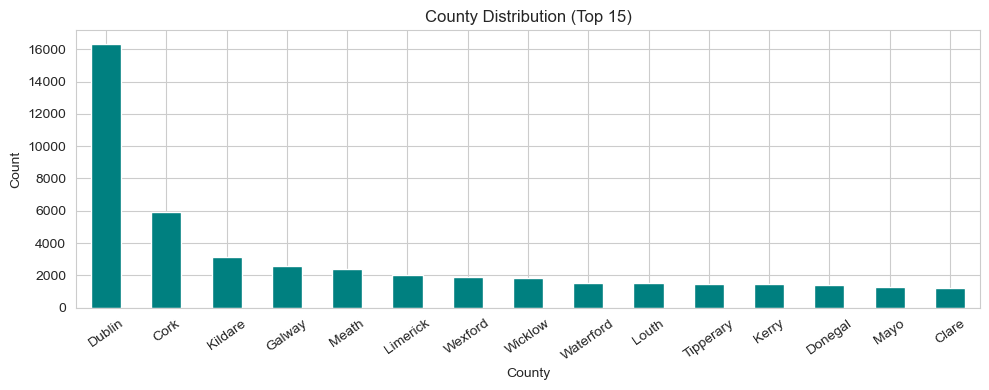 County Distribution (Top 15)
Count
16000
14000
12000
10000
8000
6000
4000
2000
0
Dublin
Cork
Kildare
Galway
Meath
Limerick
Wexford
Wicklow
Waterford
Louth
Tipperary
Kerry
Donegal
Mayo
Clare
County